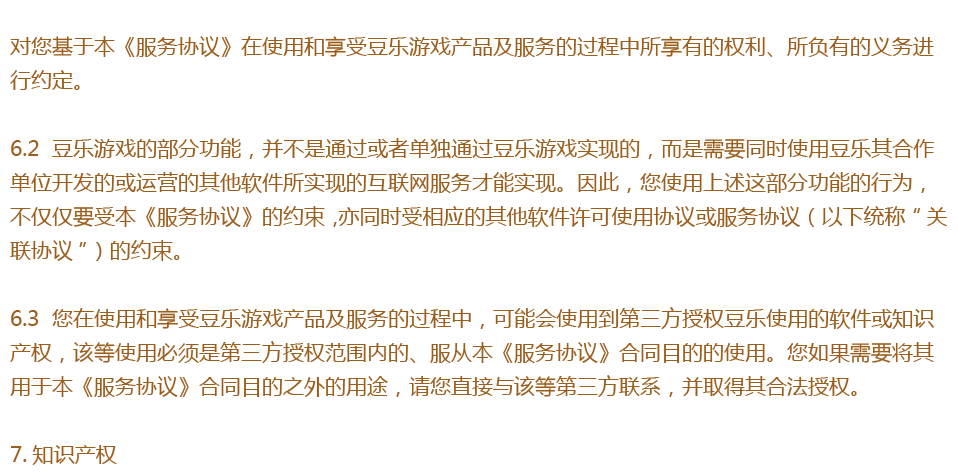 对您基于本《服务协议》在使用和享受豆乐游戏产品及服务的过程中所享有的权利、所负有的义务进
行约定。
6.2 豆乐游戏的部分功能，并不是通过或者单独通过豆乐游戏实现的，而是需要同时使用豆乐其合作
单位开发的或运营的其他软件所实现的互联网服务才能实现。因此，您使用上述这部分功能的行为，
不仅仅要受本《服务协议》的约束,亦同时受相应的其他软件许可使用协议或服务协议（以下统称＂关
联协议＂）的约束。
6.3 您在使用和享受豆乐游戏产品及服务的过程中，可能会使用到第三方授权豆乐使用的软件或知识
产权，该等使用必须是第三方授权范围内的、服从本《服务协议》合同目的的使用。您如果需要将其
用于本《服务协议》合同目的之外的用途，请您直接与该等第三方联系，并取得其合法授权。
7. 知识产权